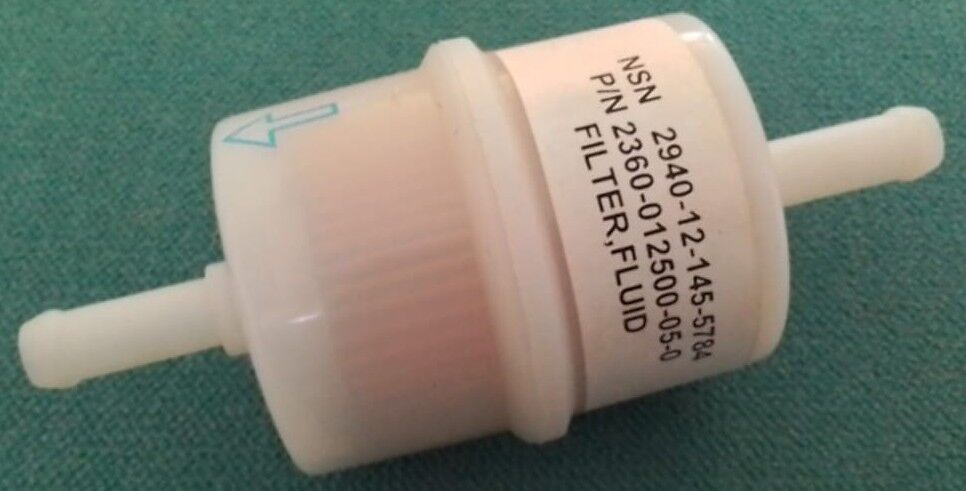 NSN 2940-12-145-5784
P/N 2360-012500-05-0
FILTER,FLUID